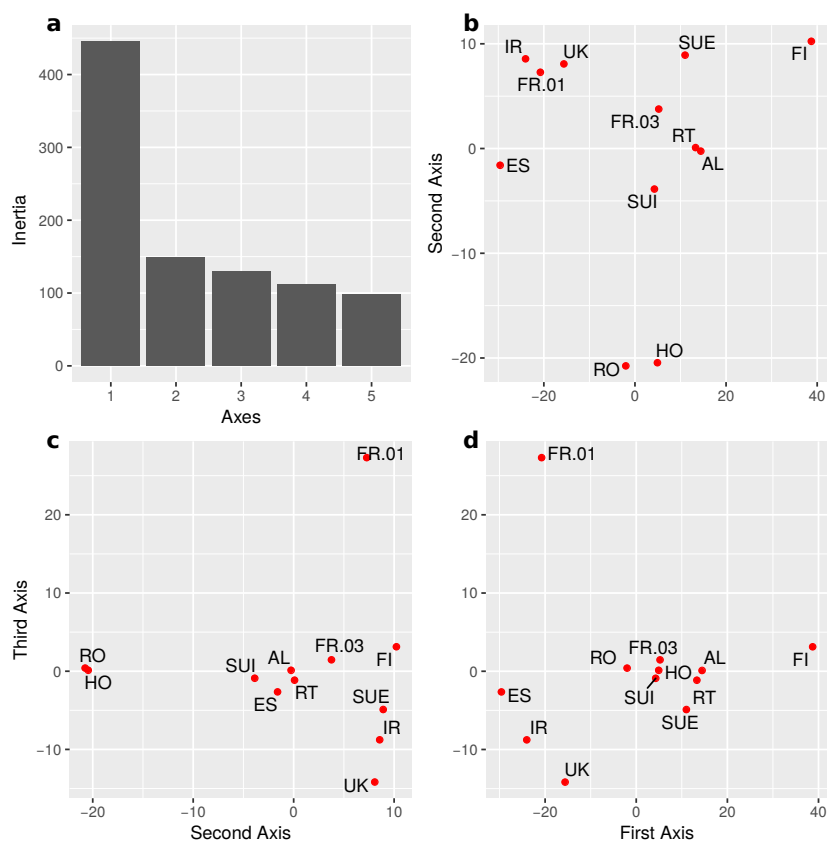 a
400
300
200
100
0
Inertia
1 2 3 4 5
Axes
b
10
0
−10
−20
Second Axis
IR
UK
SUE
FI
FR.01
FR.03
RT
AL
ES
SUI
RO
HO
−20 0 20 40
c
20
10
0
−10
Third Axis
FR.01
RO
HO
SUI
AL
FR.03
FI
ES
RT
SUE
IR
UK
−20 −10 0 10
Second Axis
d
20
10
0
−10
FR.01
RO
FR.03
HO
AL
FI
SUI
RT
ES
SUE
IR
UK
−20 0 20 40
First Axis